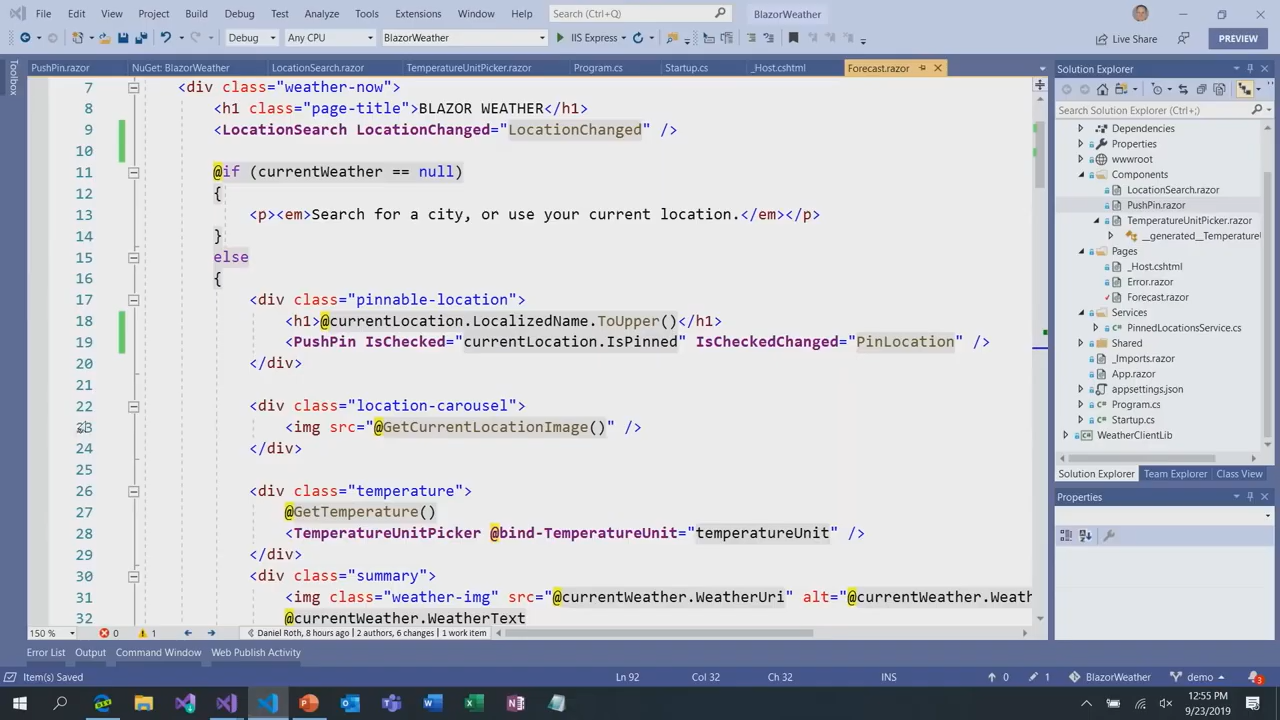 File Edit View Project Build Debug Test Analyze Tools Extensions Window Help Search (Ctrl+Q) BlazorWeather
Debug Any CPU BlazorWeather IIS Express Live Share PREVIEW
Toolbox
PushPin.razor NuGet: BlazorWeather LocationSearch.razor TemperatureUnitPicker.razor Program.cs Startup.cs _Host.cshtml Forecast.razor
7 <div class="weather-now">
8 <h1 class="page-title">BLAZOR WEATHER</h1>
9 <LocationSearch LocationChanged="LocationChanged" />
10
11 @if (currentWeather == null)
12 {
13 <p><em>Search for a city, or use your current location.</em></p>
14 }
15 else
16 {
17 <div class="pinnable-location">
18 <h1>@currentLocation.LocalizedName.ToUpper()</h1>
19 <PushPin IsChecked="currentLocation.IsPinned" IsCheckedChanged="PinLocation" />
20 </div>
21
22 <div class="location-carousel">
23 <img src="@GetCurrentLocationImage()" />
24 </div>
25
26 <div class="temperature">
27 @GetTemperature()
28 <TemperatureUnitPicker @bind-TemperatureUnit="temperatureUnit" />
29 </div>
30 <div class="summary">
31 <img class="weather-img" src="@currentWeather.WeatherUri" alt="@currentWeather.Weath
32 @currentWeather.WeatherText
150 % 0 1 Daniel Roth, 8 hours ago | 2 authors, 6 changes | 1 work item
Solution Explorer
Search Solution Explorer (Ctrl+;)
Dependencies
Properties
wwwroot
Components
LocationSearch.razor
PushPin.razor
TemperatureUnitPicker.razor
__generated__Temperature
Pages
_Host.cshtml
Error.razor
Forecast.razor
Services
PinnedLocationsService.cs
Shared
_Imports.razor
App.razor
appsettings.json
Program.cs
Startup.cs
WeatherClientLib
Solution Explorer Team Explorer Class View
Properties
Error List Output Command Window Web Publish Activity
Item(s) Saved Ln 92 Col 32 Ch 32 INS 0 1 BlazorWeather demo 3
12:55 PM
9/23/2019